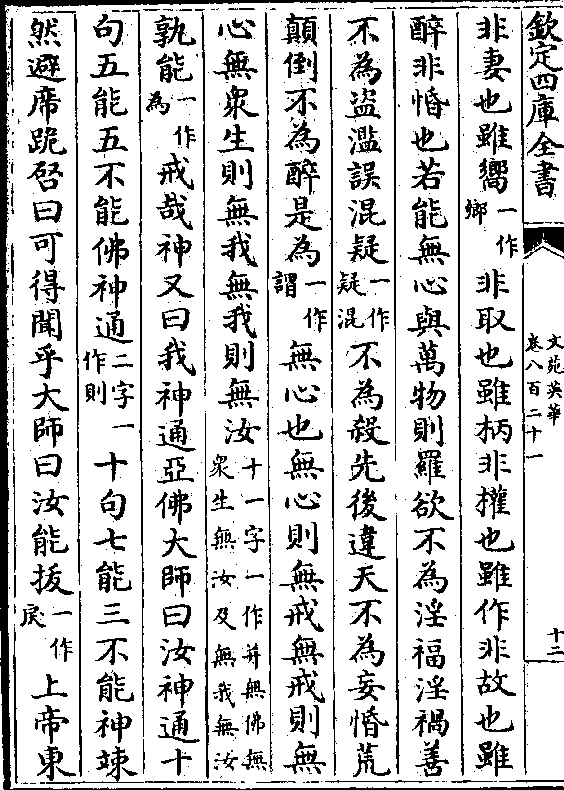 欽定四庫全書
文苑英華
卷八百二十一
十二
非妻也雖嚮一作鄉非取也雖柄非權也雖作非故也雖
醉非惛也若能無心與萬物則羅欲不為淫福淫禍善
不為盜濫誤混疑一作疑混不為殺先後違天不為妄惛荒
顛倒不為醉是為一作謂無心也無心則無戒無戒則無
心無衆生則無我無我則無汝十一字一作并無佛無衆生無汝及無我無汝
孰能一作為戒哉神又曰我神通亞佛大師曰汝神通十
句五能五不能佛神通二字一作則十句七能三不能神竦
然避席跪啓曰可得聞乎大師曰汝能拔一作戾上帝東